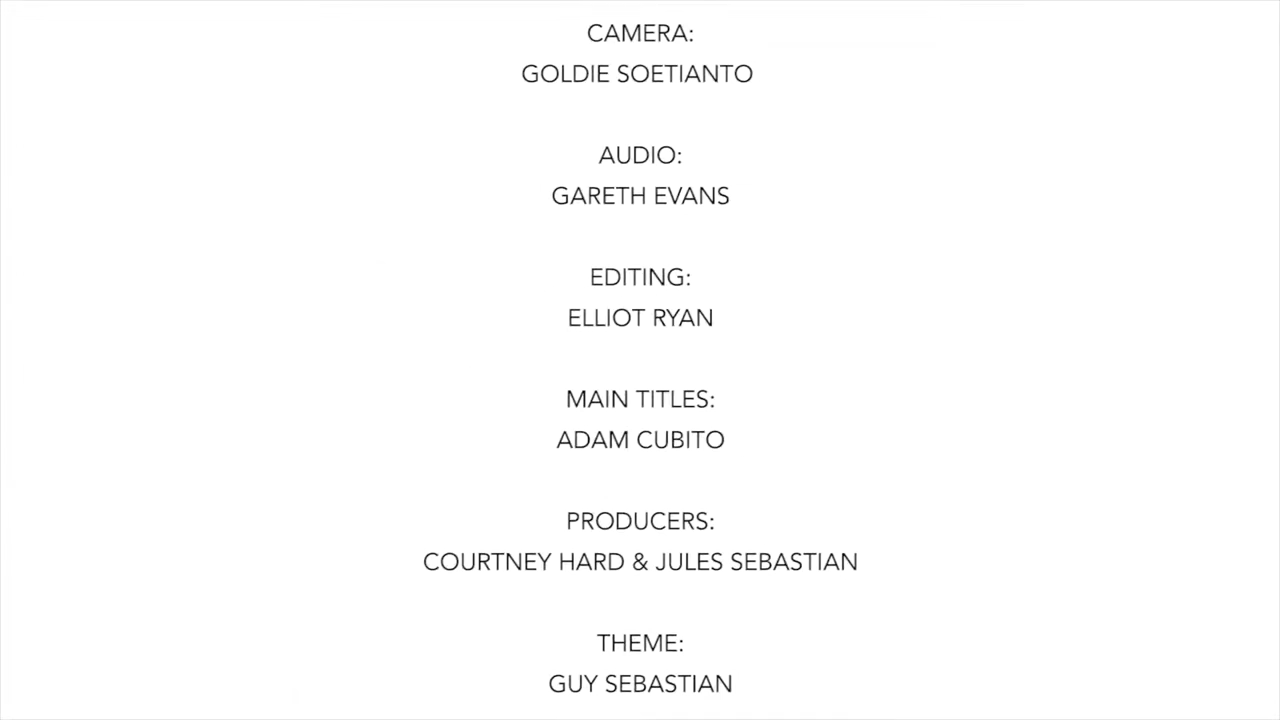 CAMERA:
GOLDIE SOETIANTO
AUDIO:
GARETH EVANS
EDITING:
ELLIOT RYAN
MAIN TITLES:
ADAM CUBITO
PRODUCERS:
COURTNEY HARD & JULES SEBASTIAN
THEME:
GUY SEBASTIAN